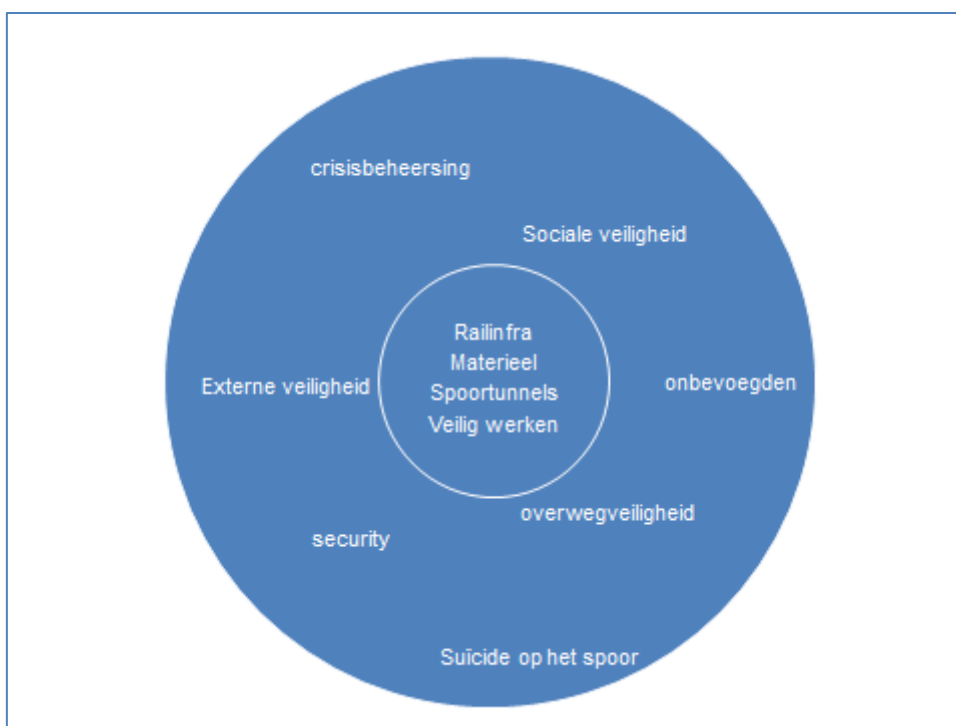 crisisbeheersing
Sociale veiligheid
Railinfra
Materieel
Spoortunnels
Veilig werken
Externe veiligheid
onbevoegden
overwegveiligheid
security
Suïcide op het spoor